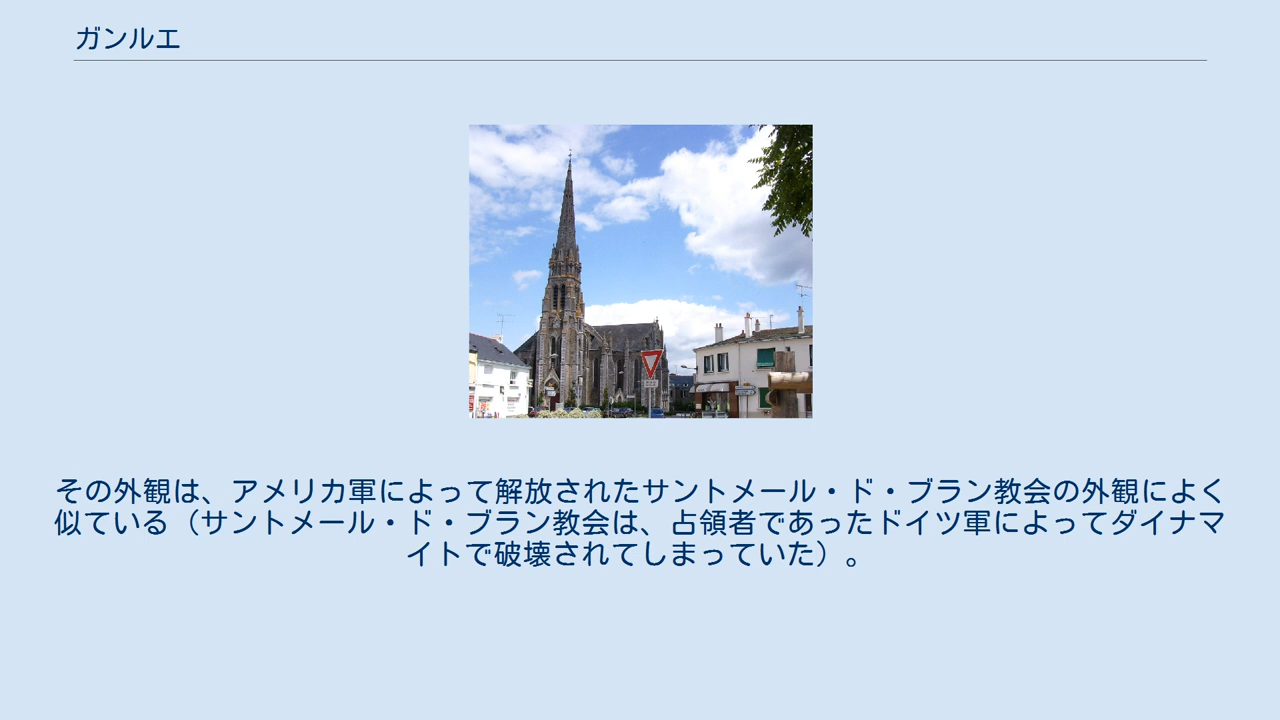 ガンルエ
その外観は、アメリカ軍によって解放されたサントメール・ド・ブラン教会の外観によく
似ている（サントメール・ド・ブラン教会は、占領者であったドイツ軍によってダイナマ
イトで破壊されてしまっていた）。